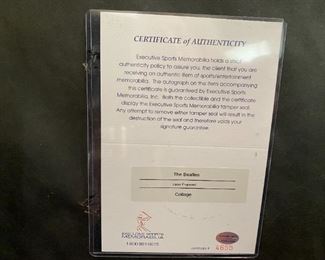 CERTIFICATE of AUTHENTICITY
Executive Sports Memorabilia holds a strict
authenticity policy to assure you, the client that you are
receiving an authentic item of sports/entertainment
memorabilia. The autograph on the item accompanying
this certificate is guaranteed by Executive Sports
Memorabilia, Inc. Both the collectible and the certificate
display the Executive Sports Memorabilia tamper seal.
Any attempt to remove either tamper seal will result in the
destruction of the seal and therefore voids your
signature guarantee.
The Beatles
Collage
EXECUTIVE SPORTS
MEMORABILIA
4655